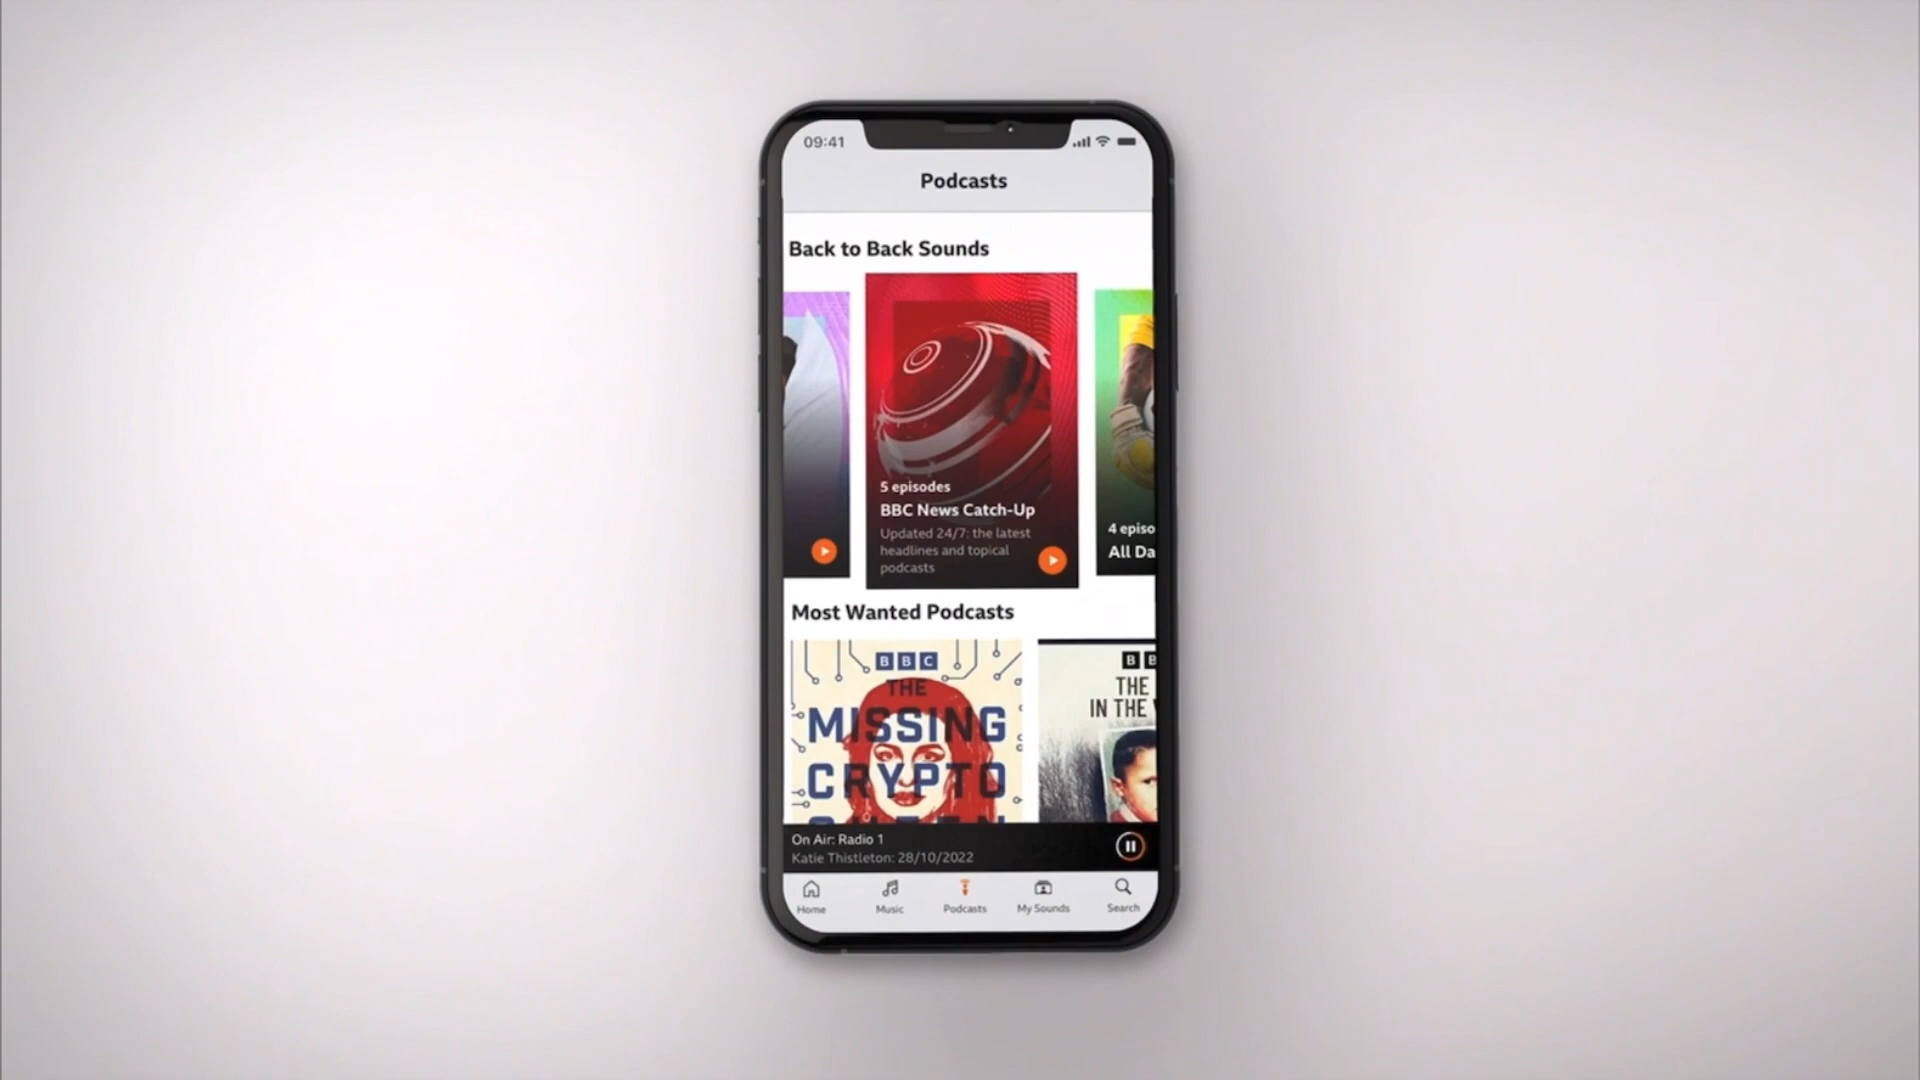 09:41
Podcasts
Back to Back Sounds
5 episodes
BBC News Catch-Up
Updated 24/7: the latest
headlines and topical
podcasts
4 episo
All Da
Most Wanted Podcasts
BBC
THE
MISSING
CRYPTO
B B
THE
IN THE
On Air: Radio 1
Katie Thistleton: 28/10/2022
Home
Music
Podcasts
My Sounds
Search